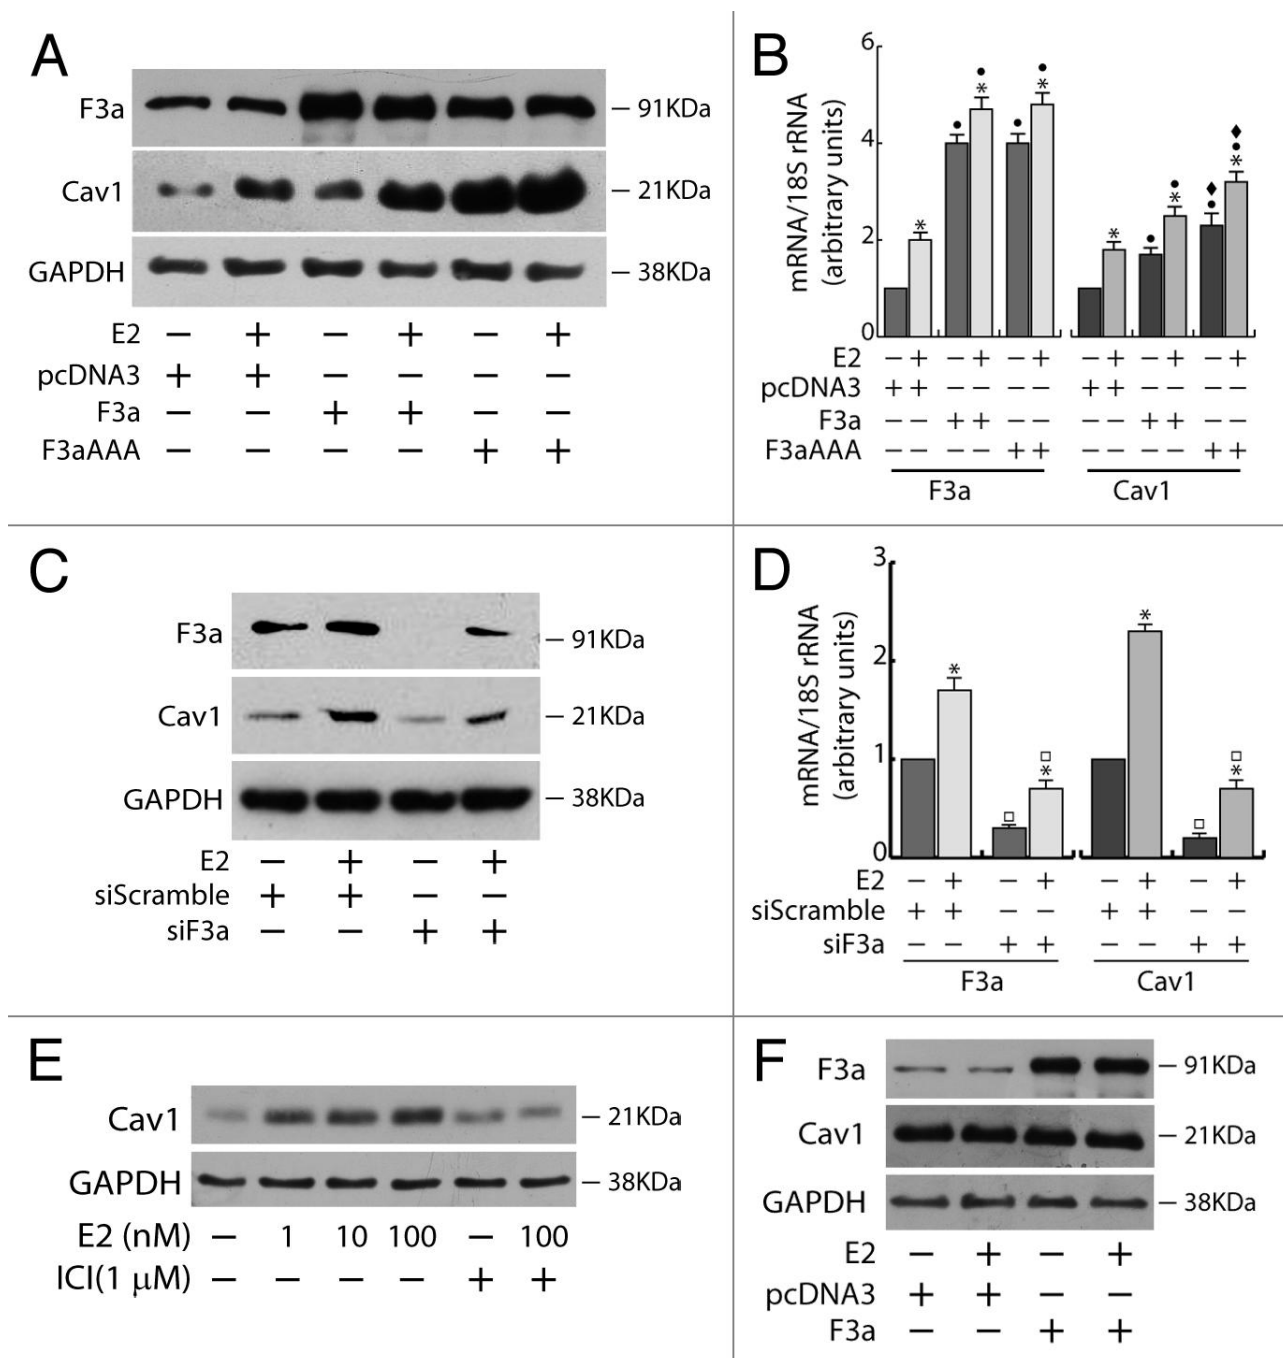 A
F3a — 91KDa
Cav1 — 21KDa
GAPDH — 38KDa
E2 — + — + — +
pcDNA3 + + — — — —
F3a — — + + — —
F3aAAA — — — — + +
B
mRNA/18S rRNA
(arbitrary units)
6
4
2
0
* • •* • •* * • •* ♦• ♦•*
E2 — + — + — + — + — + — +
pcDNA3 + + — — — — + + — — — —
F3a — — + + — — — — + + — —
F3aAAA — — — — + + — — — — + +
F3a Cav1
C
F3a — 91KDa
Cav1 — 21KDa
GAPDH — 38KDa
E2 — + — +
siScramble + + — —
siF3a — — + +
D
mRNA/18S rRNA
(arbitrary units)
3
2
1
0
* □ □* * □ □*
E2 — + — + — + — +
siScramble + + — — + + — —
siF3a — — + + — — + +
F3a Cav1
E
Cav1 — 21KDa
GAPDH — 38KDa
E2 (nM) — 1 10 100 — 100
ICI(1 µM) — — — — + +
F
F3a — 91KDa
Cav1 — 21KDa
GAPDH — 38KDa
E2 — + — +
pcDNA3 + + — —
F3a — — + +